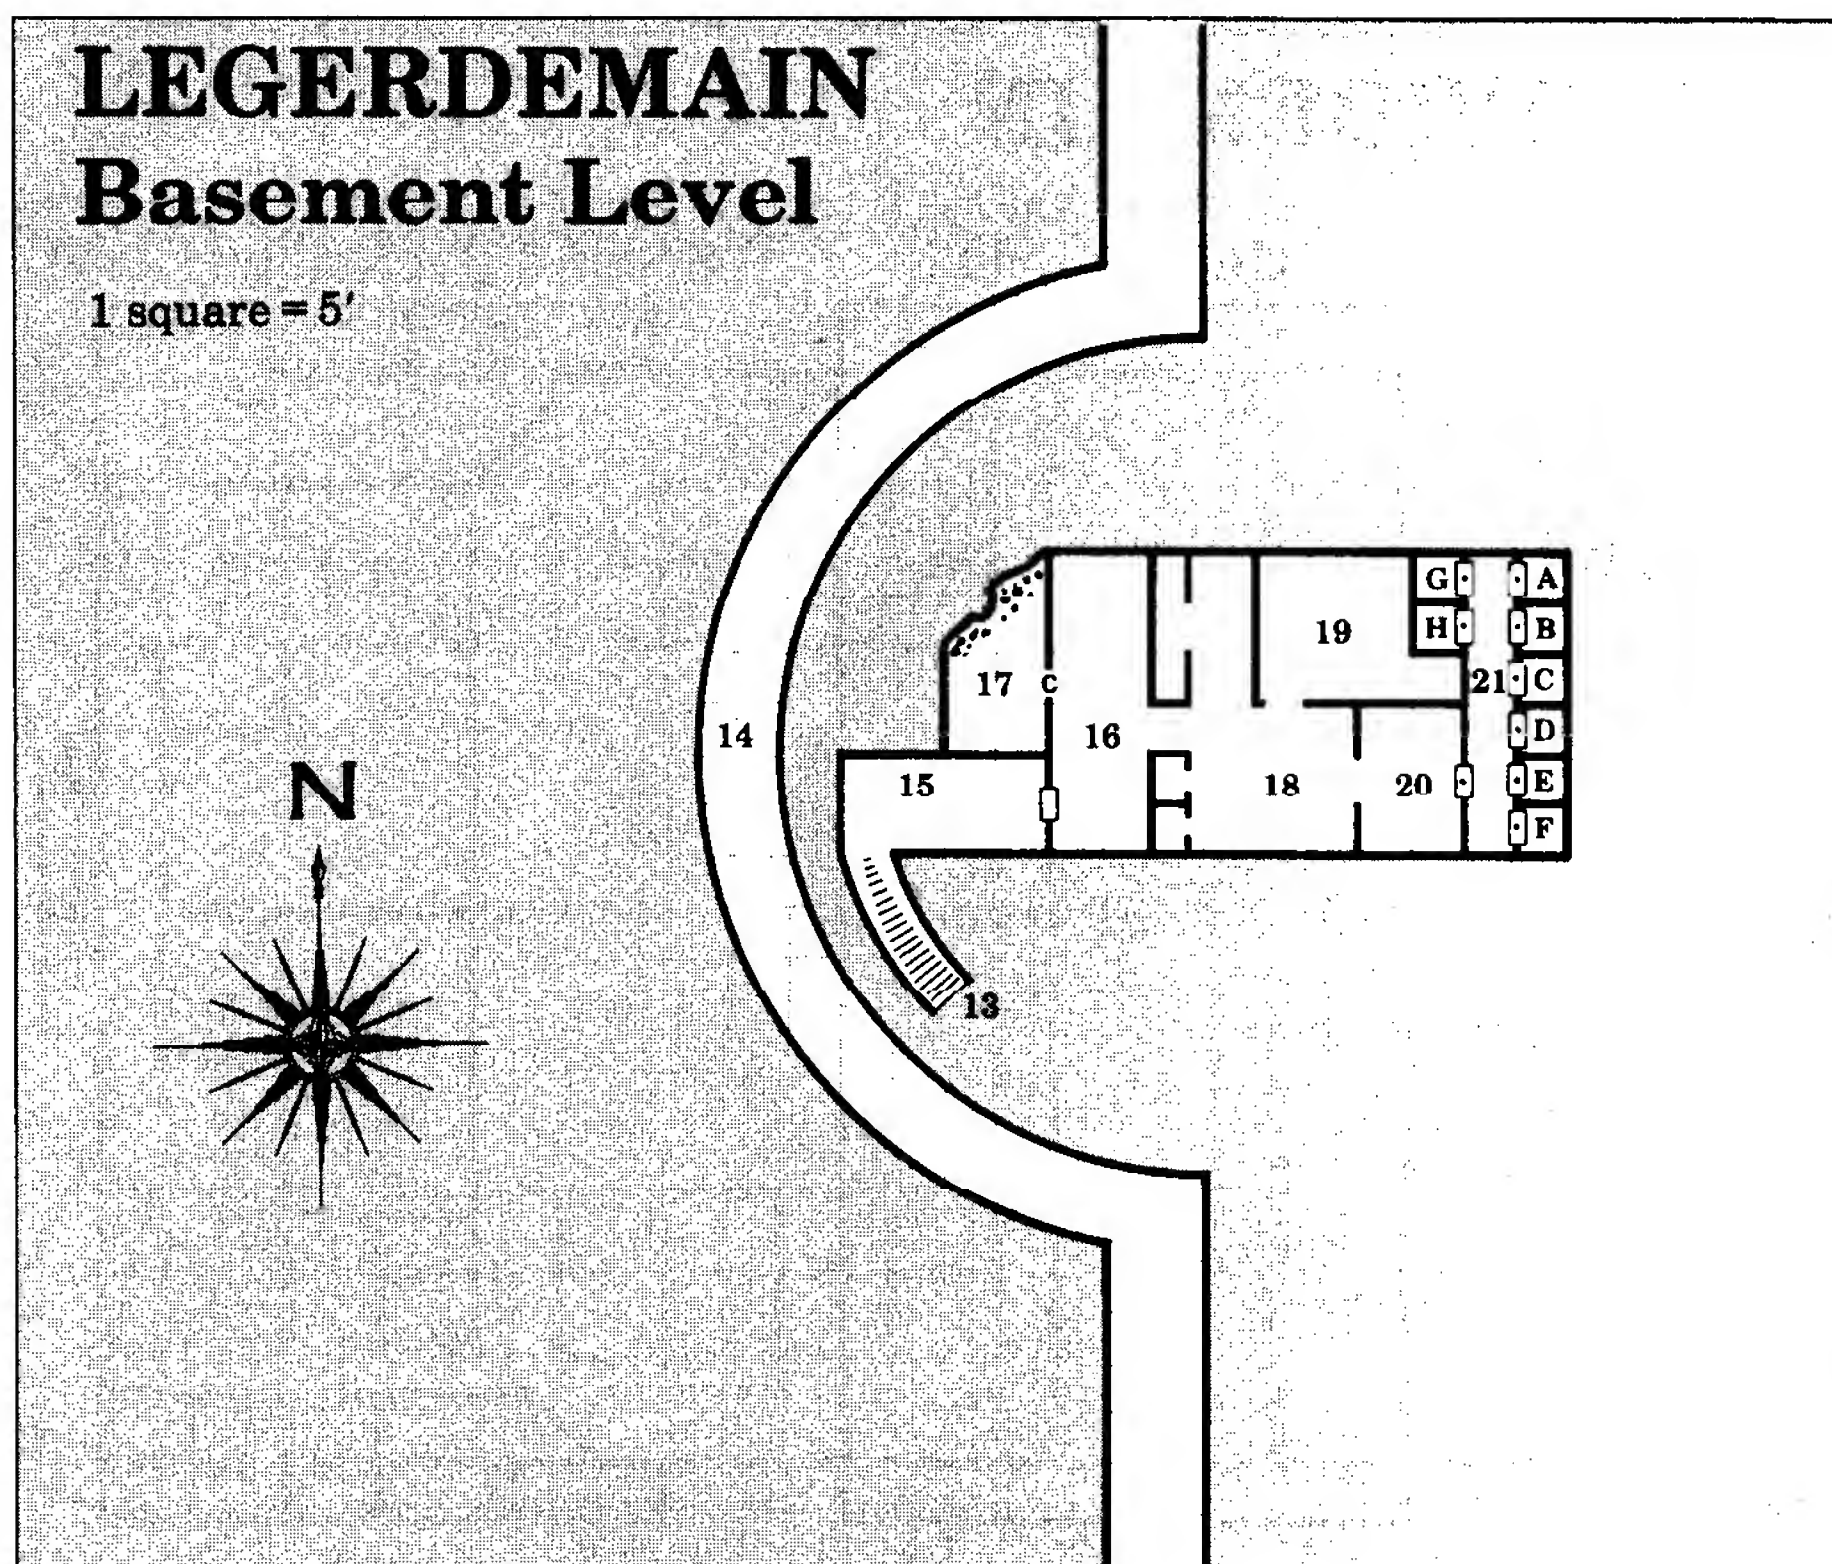 LEGERDEMAIN
Basement Level
1 square = 5'
G
A
H
B
19
17
C
21
C
14
16
D
N
15
18
20
E
F
13